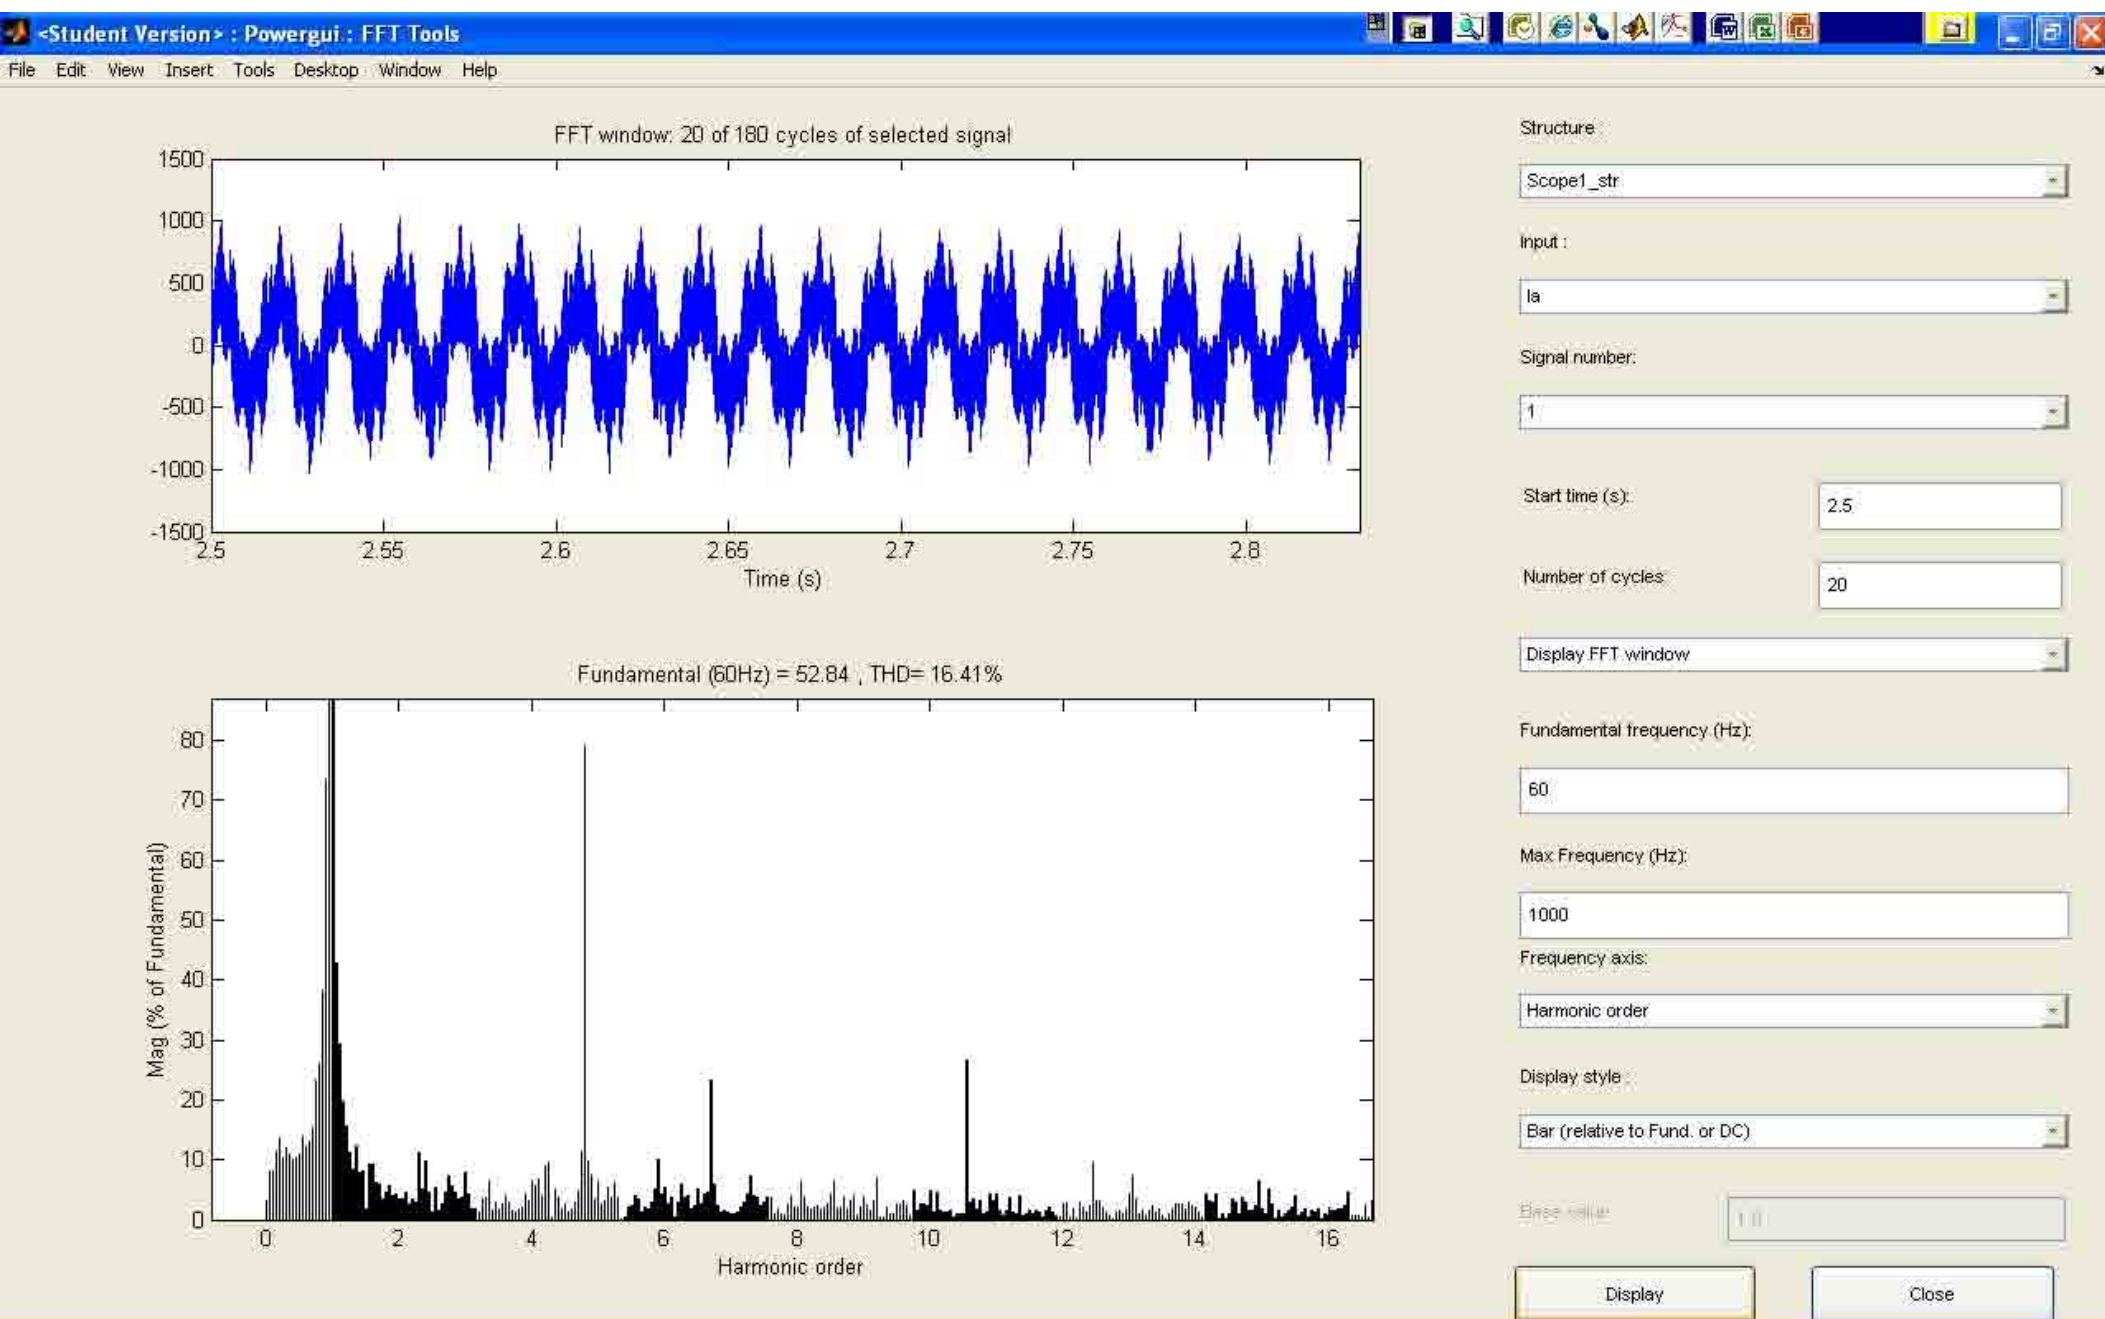 <Student Version> : Powergui : FFT Tools
File Edit View Insert Tools Desktop Window Help
FFT window: 20 of 180 cycles of selected signal
1500
1000
500
0
-500
-1000
-1500
2.5 2.55 2.6 2.65 2.7 2.75 2.8
Time (s)
Fundamental (60Hz) = 52.84 , THD= 16.41%
Mag (% of Fundamental)
80
70
60
50
40
30
20
10
0
0 2 4 6 8 10 12 14 16
Harmonic order
Structure :
Scope1_str
Input :
Ia
Signal number:
1
Start time (s):
2.5
Number of cycles:
20
Display FFT window
Fundamental frequency (Hz):
60
Max Frequency (Hz):
1000
Frequency axis:
Harmonic order
Display style :
Bar (relative to Fund. or DC)
Base value:
1.0
Display Close